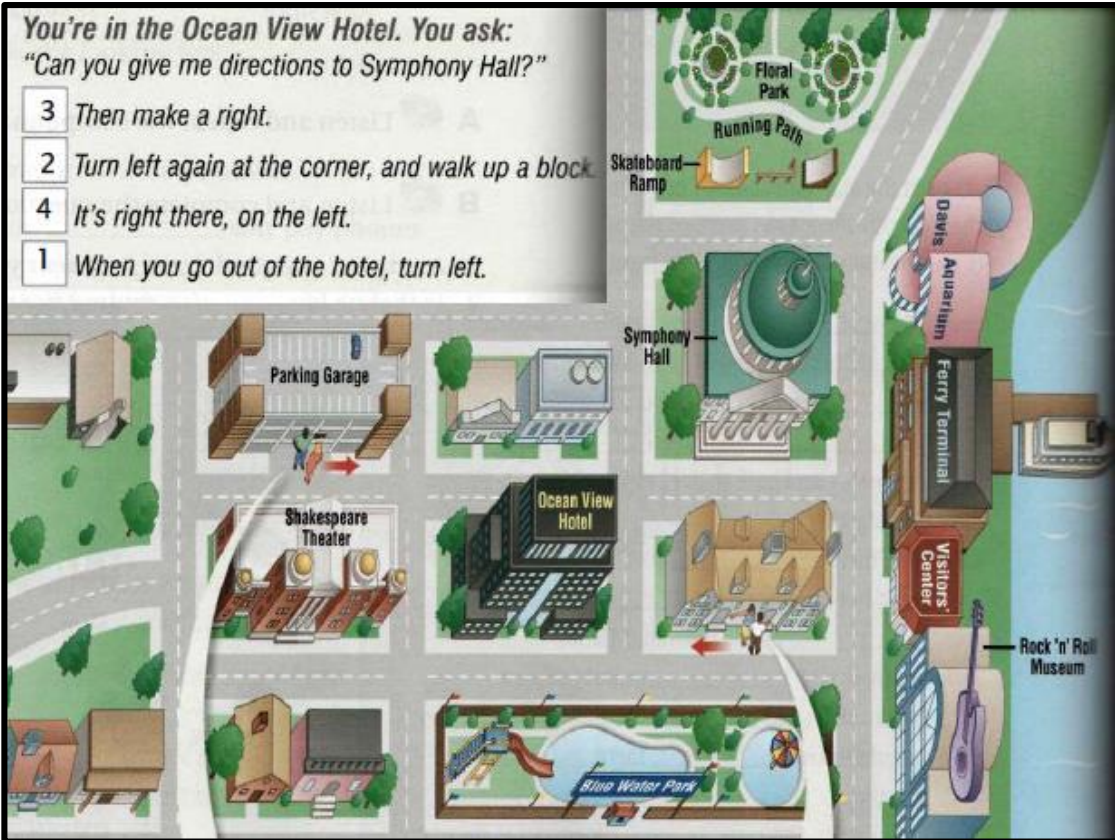 You're in the Ocean View Hotel. You ask:
"Can you give me directions to Symphony Hall?"
3 Then make a right.
2 Turn left again at the corner, and walk up a block.
4 It's right there, on the left.
1 When you go out of the hotel, turn left.
Floral
Park
Running Path
Skateboard
Ramp
Davis Aquarium
Symphony
Hall
Parking Garage
Ferry Terminal
Ocean View
Hotel
Shakespeare
Theater
Visitors'
Center
Rock 'n' Roll
Museum
Blue Water Park